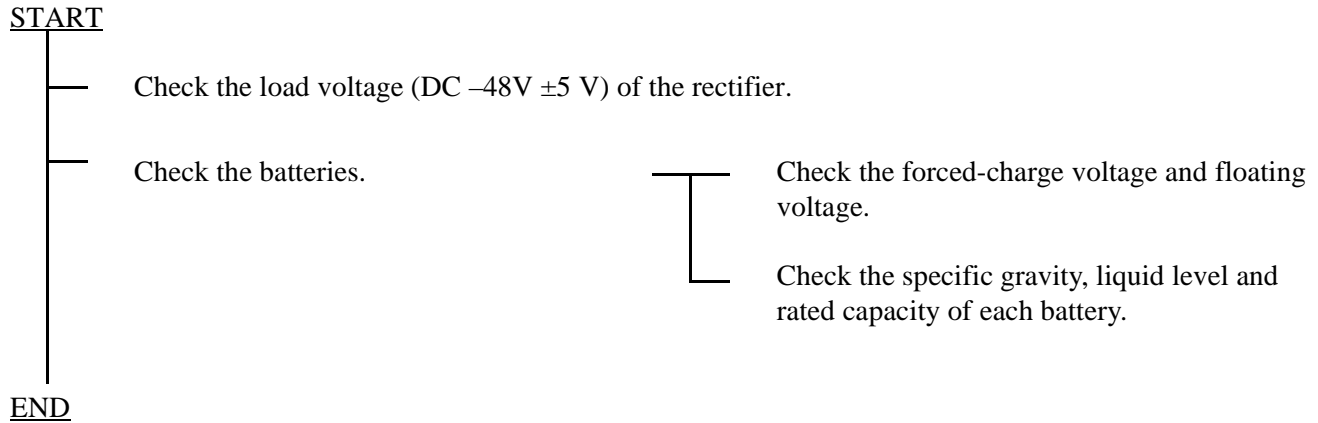 START
Check the load voltage (DC –48V ±5 V) of the rectifier.
Check the batteries.
Check the forced-charge voltage and floating
voltage.
Check the specific gravity, liquid level and
rated capacity of each battery.
END